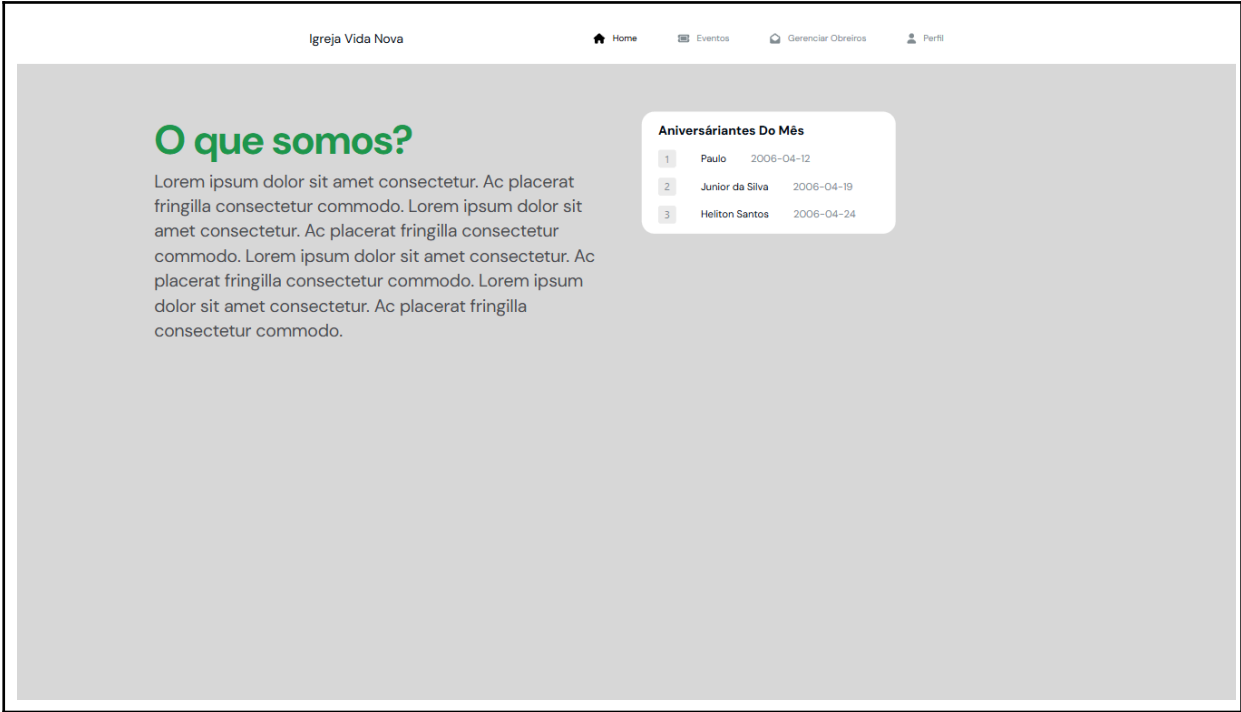 Igreja Vida Nova
Home
Eventos
Gerenciar Obreiros
Perfil
O que somos?
Lorem ipsum dolor sit amet consectetur. Ac placerat
fringilla consectetur commodo. Lorem ipsum dolor sit
amet consectetur. Ac placerat fringilla consectetur
commodo. Lorem ipsum dolor sit amet consectetur. Ac
placerat fringilla consectetur commodo. Lorem ipsum
dolor sit amet consectetur. Ac placerat fringilla
consectetur commodo.
Aniversáriantes Do Mês
1 Paulo 2006-04-12
2 Junior da Silva 2006-04-19
3 Heliton Santos 2006-04-24